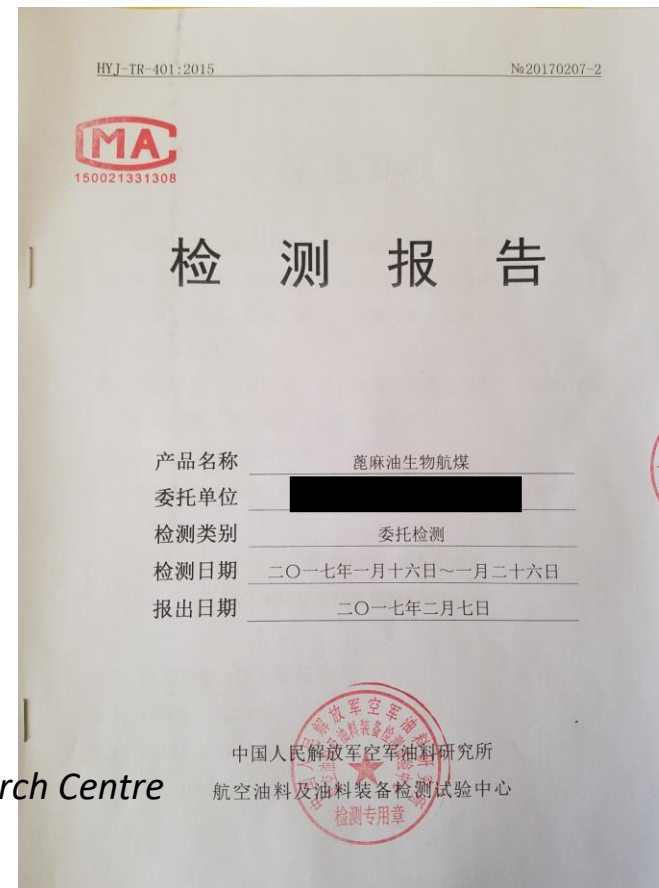 HYJ-TR-401:2015 №20170207-2
MA
150021331308
检测报告
产品名称 蓖麻油生物航煤
委托单位
检测类别 委托检测
检测日期 二〇一七年一月十六日~一月二十六日
报出日期 二〇一七年二月七日
中国人民解放军空军油料研究所
rch Centre 航空油料及油料装备检测试验中心
检测专用章